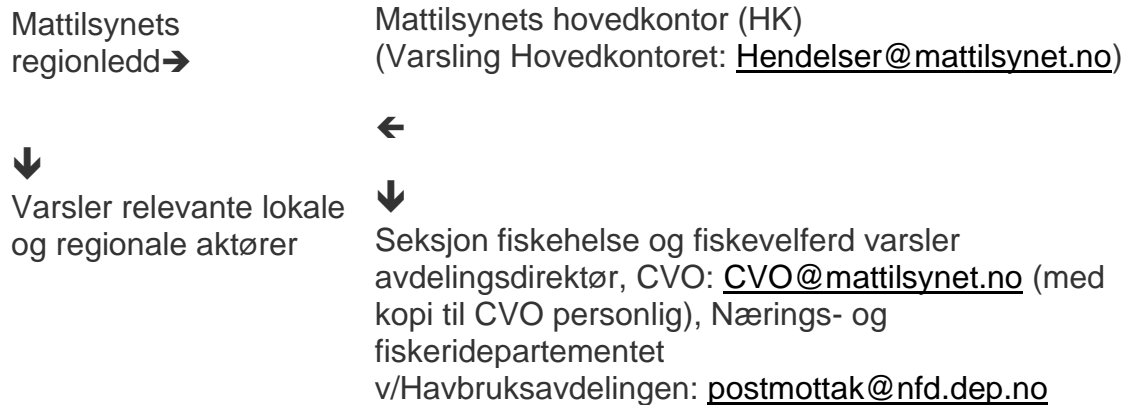 Mattilsynets
regionledd➔
🡻
Varsler relevante lokale
og regionale aktører
Mattilsynets hovedkontor (HK)
(Varsling Hovedkontoret: Hendelser@mattilsynet.no)
🡸
🡻
Seksjon fiskehelse og fiskevelferd varsler
avdelingsdirektør, CVO: CVO@mattilsynet.no (med
kopi til CVO personlig), Nærings- og
fiskeridepartementet
v/Havbruksavdelingen: postmottak@nfd.dep.no